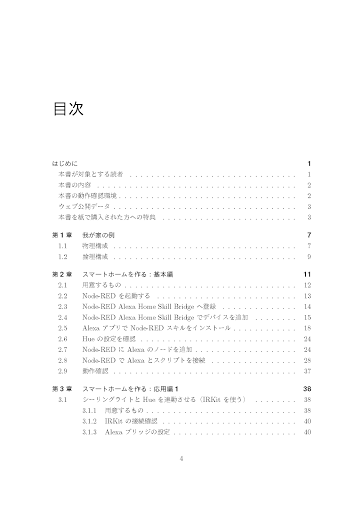 目次
はじめに 1
本書が対象とする読者 . . . . . . . . . . . . . . . . . . . . . . . . . . . . . . 1
本書の内容 . . . . . . . . . . . . . . . . . . . . . . . . . . . . . . . . . . . 2
本書の動作確認環境 . . . . . . . . . . . . . . . . . . . . . . . . . . . . . . . 2
ウェブ公開データ . . . . . . . . . . . . . . . . . . . . . . . . . . . . . . . . 3
本書を紙で購入された方への特典 . . . . . . . . . . . . . . . . . . . . . . . . . 3
第1章 我が家の例 7
1.1 物理構成 . . . . . . . . . . . . . . . . . . . . . . . . . . . . . . . . 7
1.2 論理構成 . . . . . . . . . . . . . . . . . . . . . . . . . . . . . . . . 9
第2章 スマートホームを作る：基本編 11
2.1 用意するもの . . . . . . . . . . . . . . . . . . . . . . . . . . . . . . 12
2.2 Node-RED を起動する . . . . . . . . . . . . . . . . . . . . . . . . . 13
2.3 Node-RED Alexa Home Skill Bridge へ登録 . . . . . . . . . . . . . 14
2.4 Node-RED Alexa Home Skill Bridge でデバイスを追加 . . . . . . . 15
2.5 Alexa アプリで Node-RED スキルをインストール . . . . . . . . . . . 18
2.6 Hue の設定を確認 . . . . . . . . . . . . . . . . . . . . . . . . . . . 24
2.7 Node-RED に Alexa のノードを追加 . . . . . . . . . . . . . . . . . 24
2.8 Node-RED で Alexa とスクリプトを接続 . . . . . . . . . . . . . . . 28
2.9 動作確認 . . . . . . . . . . . . . . . . . . . . . . . . . . . . . . . . 37
第3章 スマートホームを作る：応用編 1 38
3.1 シーリングライトと Hue を連動させる（IRKit を使う） . . . . . . . . 38
3.1.1 用意するもの . . . . . . . . . . . . . . . . . . . . . . . . . . . 38
3.1.2 IRKit の接続確認 . . . . . . . . . . . . . . . . . . . . . . . . . 40
3.1.3 Alexa ブリッジの設定 . . . . . . . . . . . . . . . . . . . . . . . 40
4